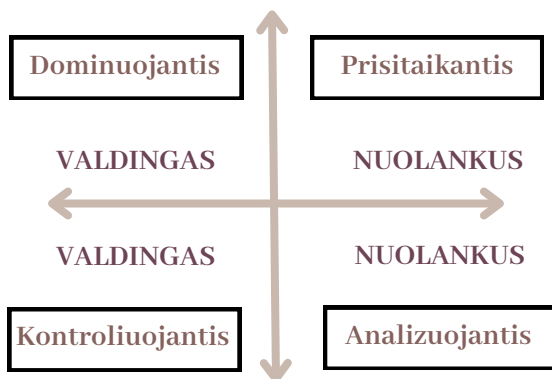 Dominuojantis
Prisitaikantis
VALDINGAS
NUOLANKUS
VALDINGAS
NUOLANKUS
Kontroliuojantis
Analizuojantis